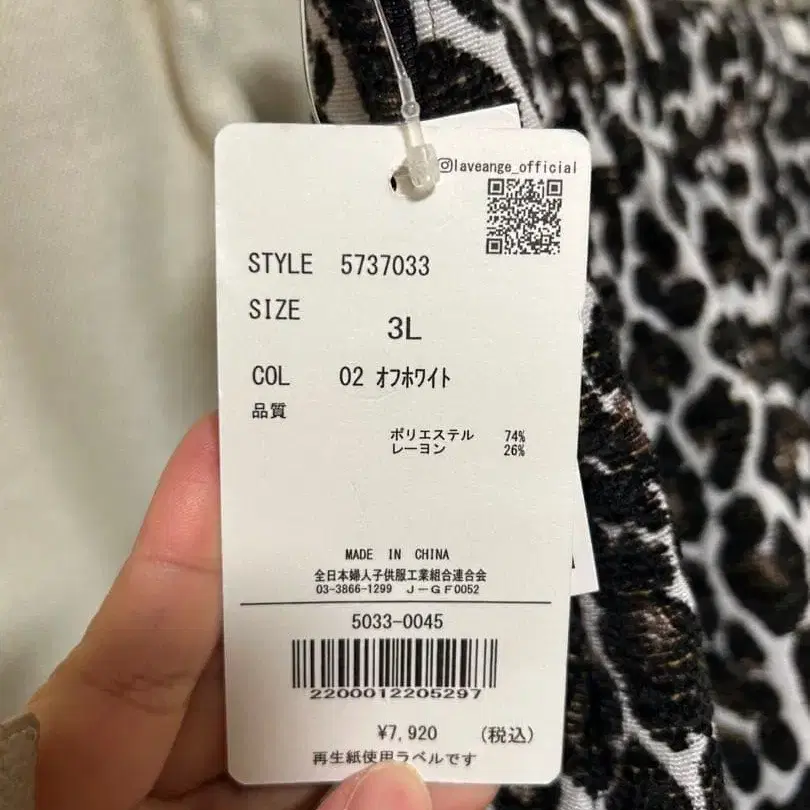 laveange_official
STYLE 5737033
SIZE
3L
COL 02 ｵﾌﾎﾜｲﾄ
品質
ポリエステル 74%
レーヨン 26%
MADE IN CHINA
全日本婦人子供服工業組合連合会
03-3866-1299 J-GF0052
5033-0045
2200012205297
¥7,920 (税込)
再生紙使用ラベルです